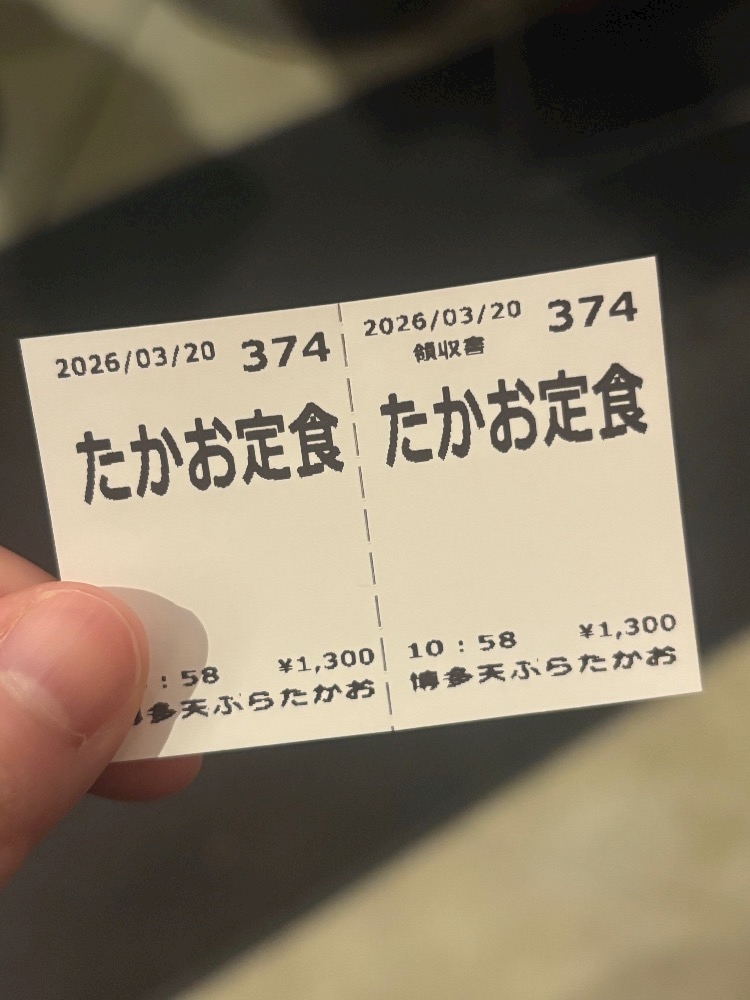 2026/03/20 374
たかお定食
: 58 ¥1,300
多天ぷらたかお
2026/03/20 374
領収書
たかお定食
10 : 58 ¥1,300
博多天ぷらたかお